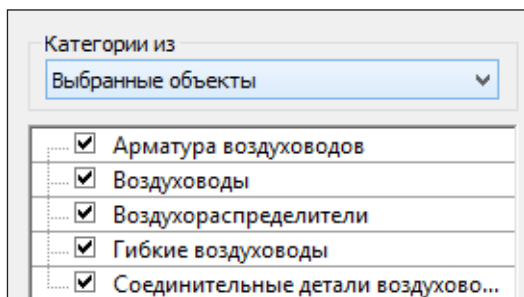 Категории из
Выбранные объекты
Арматура воздуховодов
Воздуховоды
Воздухораспределители
Гибкие воздуховоды
Соединительные детали воздухово...